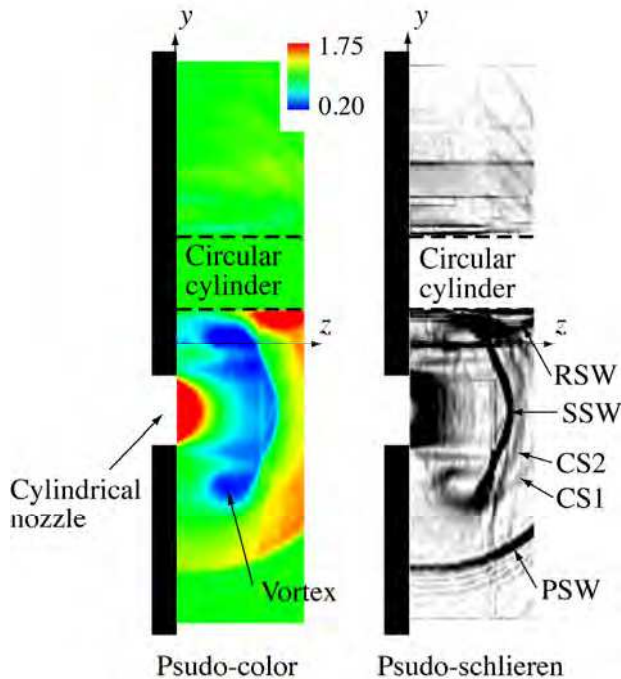 y
y
1.75
0.20
Circular
cylinder
Circular
cylinder
z
z
RSW
SSW
CS2
CS1
Cylindrical
nozzle
Vortex
PSW
Psudo-color
Psudo-schlieren